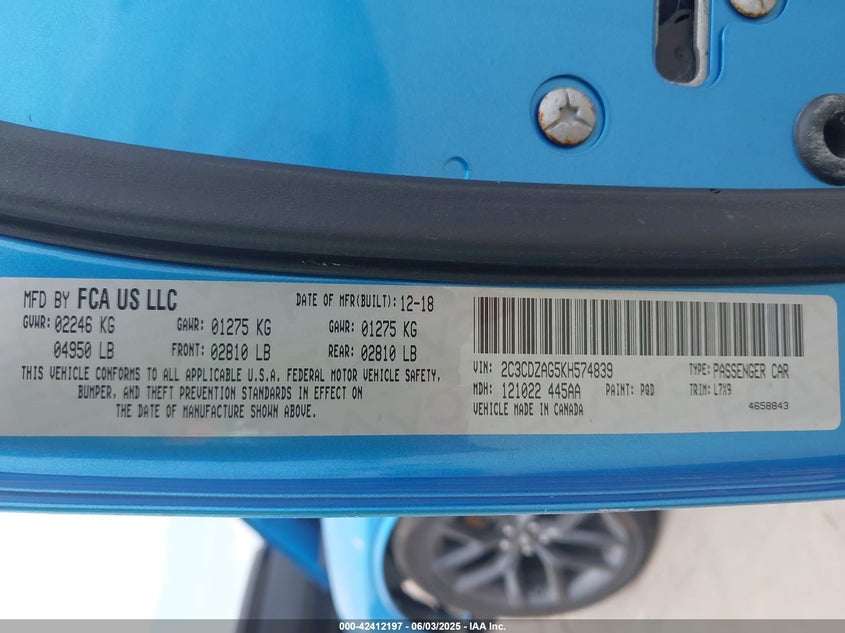 MFD BY FCA US LLC
DATE OF MFR(BUILT): 12-18
GVWR: 02246 KG
GAWR: 01275 KG
GAWR: 01275 KG
04950 LB
FRONT: 02810 LB
REAR: 02810 LB
THIS VEHICLE CONFORMS TO ALL APPLICABLE U.S.A. FEDERAL MOTOR VEHICLE SAFETY,
BUMPER, AND THEFT PREVENTION STANDARDS IN EFFECT ON
THE DATE OF MANUFACTURE SHOWN ABOVE.
VIN: 2C3CDZAG5KH574839
TYPE: PASSENGER CAR
MDH: 121022 445AA
PAINT: PQD
TRIM: L7X9
VEHICLE MADE IN CANADA
4658843
000-42412197 - 06/03/2025 - IAA Inc.